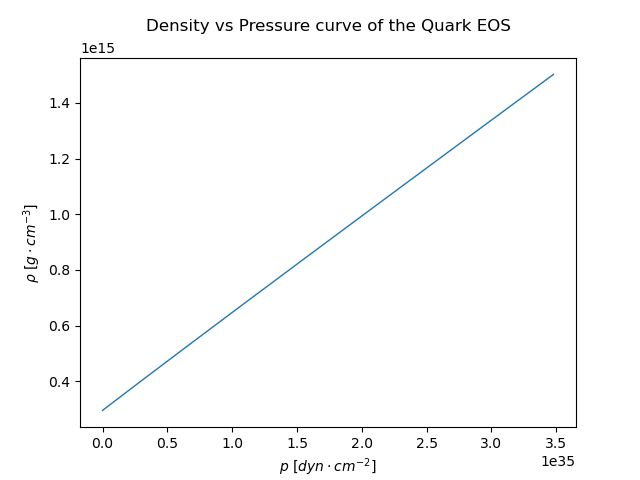 Density vs Pressure curve of the Quark EOS
1e15
1.4
1.2
1.0
0.8
0.6
0.4
ρ [g · cm⁻³]
0.0 0.5 1.0 1.5 2.0 2.5 3.0 3.5
1e35
p [dyn · cm⁻²]